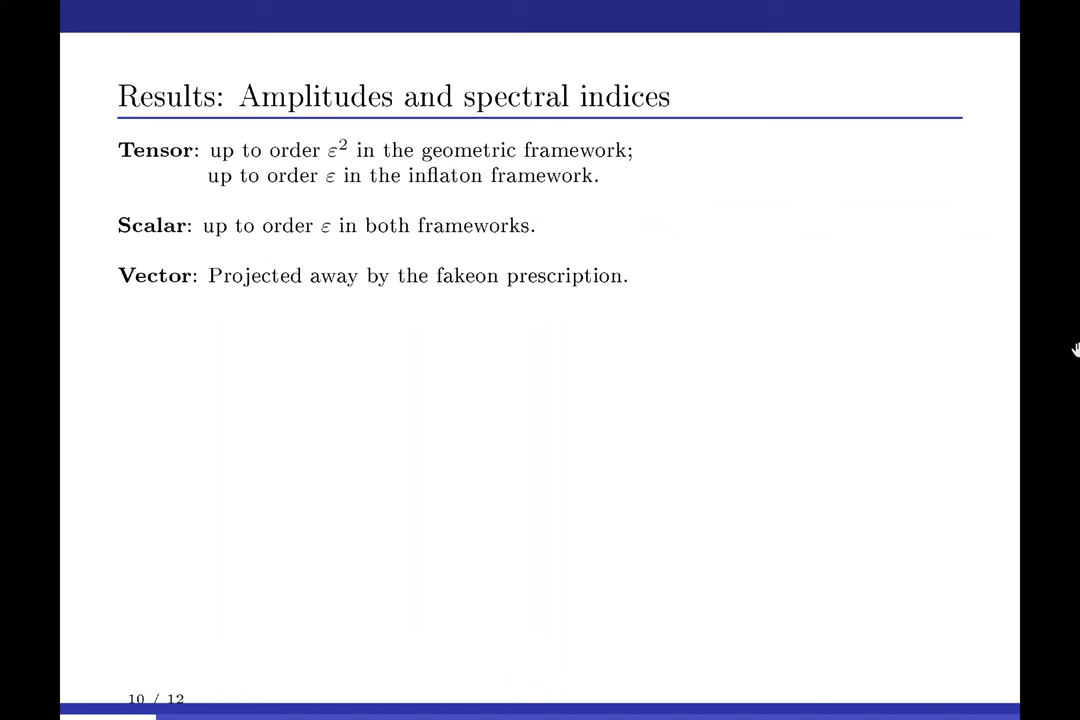 Results: Amplitudes and spectral indices
Tensor: up to order ε² in the geometric framework;
up to order ε in the inflaton framework.
Scalar: up to order ε in both frameworks.
Vector: Projected away by the fakeon prescription.
10 / 12